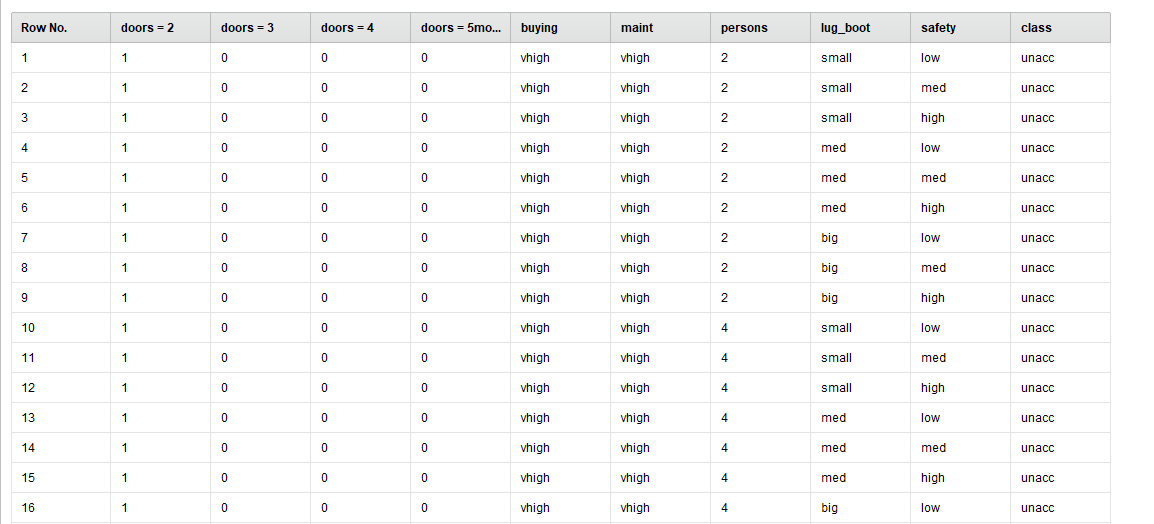 Row No. doors = 2 doors = 3 doors = 4 doors = 5mo... buying maint persons lug_boot safety class
1 1 0 0 0 vhigh vhigh 2 small low unacc
2 1 0 0 0 vhigh vhigh 2 small med unacc
3 1 0 0 0 vhigh vhigh 2 small high unacc
4 1 0 0 0 vhigh vhigh 2 med low unacc
5 1 0 0 0 vhigh vhigh 2 med med unacc
6 1 0 0 0 vhigh vhigh 2 med high unacc
7 1 0 0 0 vhigh vhigh 2 big low unacc
8 1 0 0 0 vhigh vhigh 2 big med unacc
9 1 0 0 0 vhigh vhigh 2 big high unacc
10 1 0 0 0 vhigh vhigh 4 small low unacc
11 1 0 0 0 vhigh vhigh 4 small med unacc
12 1 0 0 0 vhigh vhigh 4 small high unacc
13 1 0 0 0 vhigh vhigh 4 med low unacc
14 1 0 0 0 vhigh vhigh 4 med med unacc
15 1 0 0 0 vhigh vhigh 4 med high unacc
16 1 0 0 0 vhigh vhigh 4 big low unacc